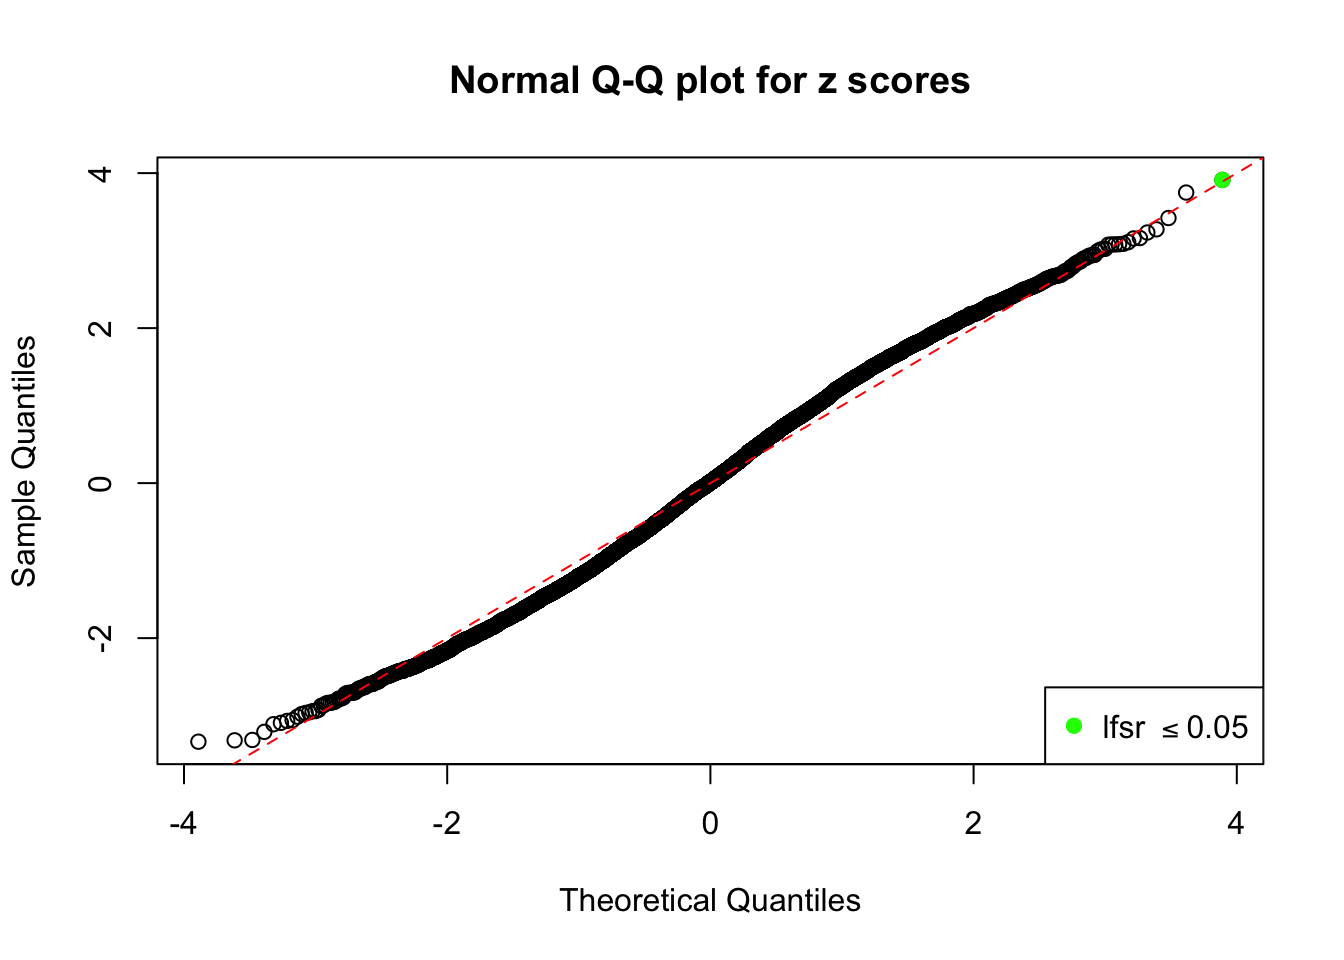 Normal Q-Q plot for z scores
4
2
0
-2
Sample Quantiles
lfsr ≤ 0.05
-4 -2 0 2 4
Theoretical Quantiles